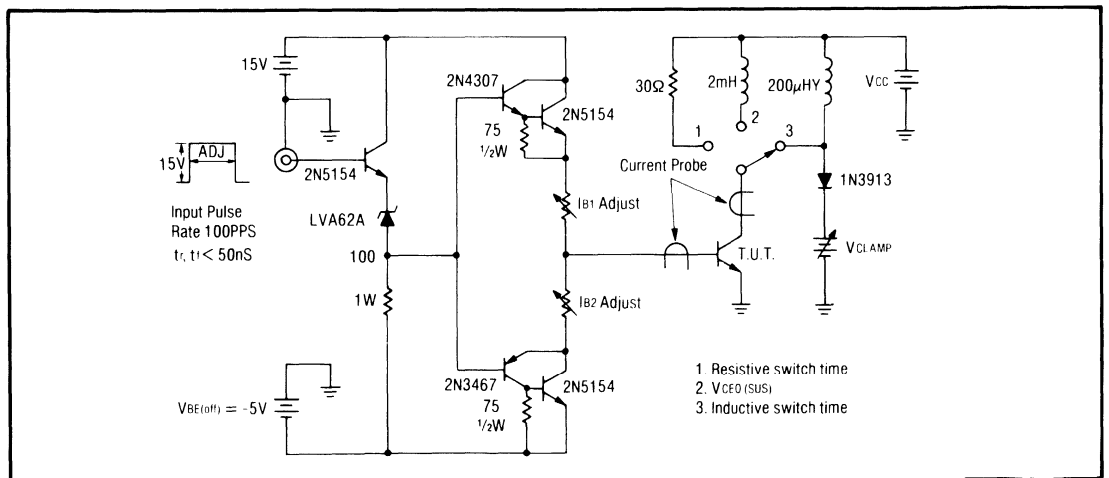 15V
2N4307
2N5154
75
½W
30Ω
2mH
200μHY
VCC
1
2
3
ADJ
15V
2N5154
Input Pulse
Rate 100PPS
tr, tf < 50nS
LVA62A
100
1W
IB1 Adjust
Current Probe
1N3913
T.U.T.
VCLAMP
IB2 Adjust
2N3467
2N5154
75
½W
VBE(off) = -5V
1. Resistive switch time
2. VCEO (SUS)
3. Inductive switch time